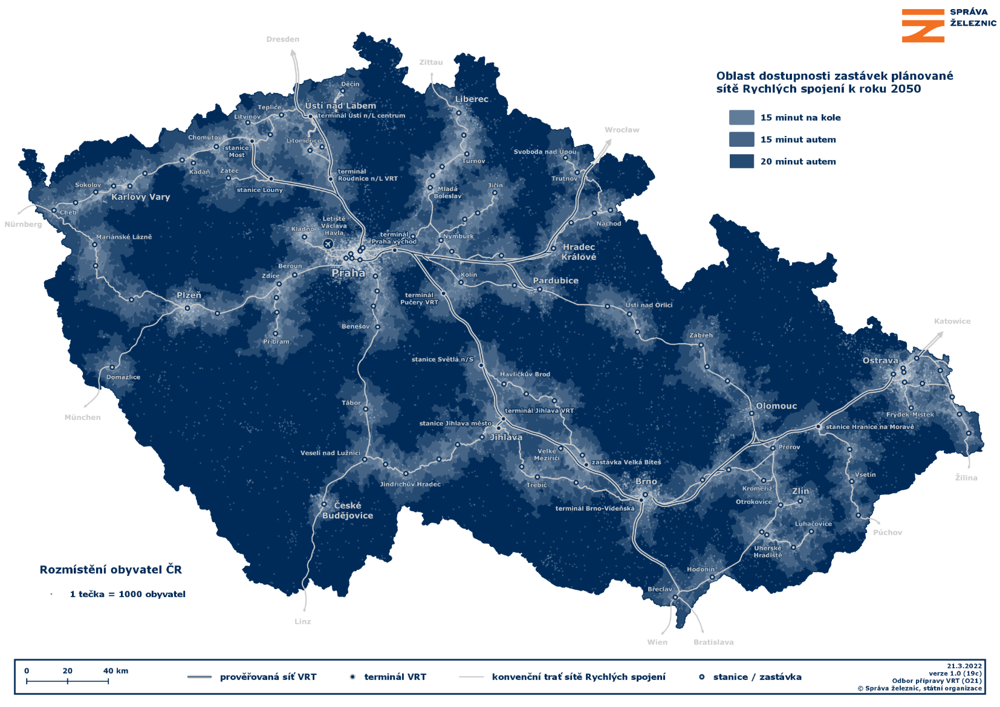 SPRÁVA
ŽELEZNIC
Oblast dostupnosti zastávek plánované
sítě Rychlých spojení k roku 2050
15 minut na kole
15 minut autem
20 minut autem
Dresden
Zittau
Děčín
Liberec
Teplice
Ústí nad Labem
terminál Ústí n/L centrum
Litvínov
Wrocław
Chomutov
Litoměřice
stanice
Most
Svoboda nad Úpou
Turnov
Kadaň
Žatec
terminál
Roudnice n/L VRT
Trutnov
Sokolov
Karlovy Vary
stanice Louny
Mladá
Boleslav
Jičín
Cheb
Nürnberg
Letiště
Václava
Havla
Náchod
Kladno
Mariánské Lázně
terminál
Praha východ
Nymburk
Hradec
Králové
Beroun
Praha
Zdice
Kolín
Pardubice
Plzeň
terminál
Pučery VRT
Ústí nad Orlicí
Benešov
Katowice
Příbram
Zábřeh
stanice Světlá n/S
Ostrava
Havlíčkův Brod
Domažlice
Tábor
Olomouc
München
terminál Jihlava VRT
Frýdek-Místek
stanice Jihlava město
stanice Hranice na Moravě
Jihlava
Přerov
Veselí nad Lužnicí
Velké
Meziříčí
zastávka Velká Bíteš
Vsetín
Žilina
Jindřichův Hradec
Třebíč
Brno
Kroměříž
Zlín
Otrokovice
České
Budějovice
terminál Brno-Vídeňská
Luhačovice
Púchov
Uherské
Hradiště
Rozmístění obyvatel ČR
Hodonín
1 tečka = 1000 obyvatel
Břeclav
Linz
Wien
Bratislava
0 20 40 km
prověřovaná síť VRT
terminál VRT
konvenční trať sítě Rychlých spojení
stanice / zastávka
21.3.2022
verze 1.0 (19c)
Odbor přípravy VRT (O21)
© Správa železnic, státní organizace